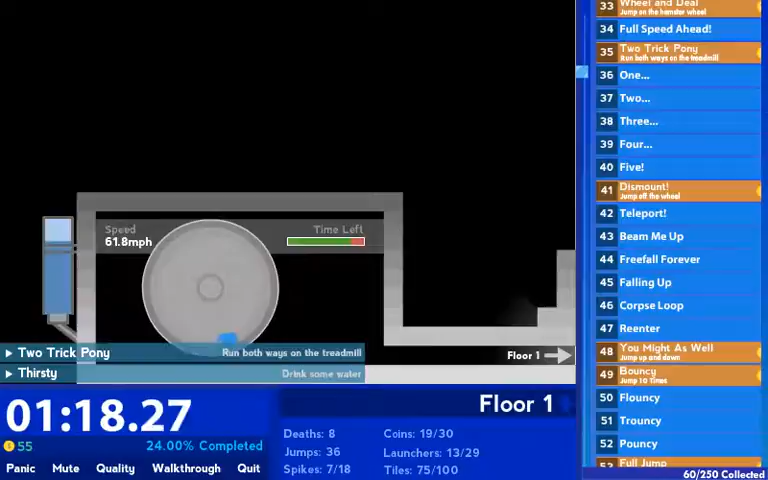 33 Wheel and Deal
Jump on the hamster wheel
34 Full Speed Ahead!
35 Two Trick Pony
Run both ways on the treadmill
36 One...
37 Two...
38 Three...
39 Four...
40 Five!
41 Dismount!
Jump off the wheel
42 Teleport!
43 Beam Me Up
44 Freefall Forever
45 Falling Up
46 Corpse Loop
47 Reenter
48 You Might As Well
Jump up and down
49 Bouncy
Jump 10 Times
50 Flouncy
51 Trouncy
52 Pouncy
53 Full Jump
60/250 Collected
Speed
61.8mph
Time Left
Floor 1
Two Trick Pony Run both ways on the treadmill
Thirsty Drink some water
01:18.27
55 24.00% Completed
Panic Mute Quality Walkthrough Quit
Floor 1
Deaths: 8 Coins: 19/30
Jumps: 36 Launchers: 13/29
Spikes: 7/18 Tiles: 75/100